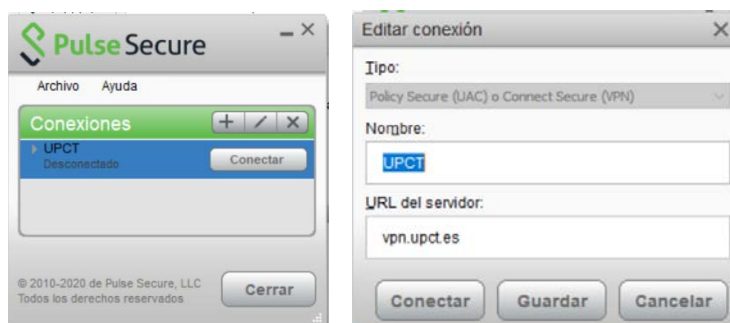 Pulse Secure
Archivo Ayuda
Conexiones
UPCT
Desconectado
Conectar
© 2010-2020 de Pulse Secure, LLC
Todos los derechos reservados
Cerrar
Editar conexión
Tipo:
Policy Secure (UAC) o Connect Secure (VPN)
Nombre:
UPCT
URL del servidor:
vpn.upct.es
Conectar Guardar Cancelar